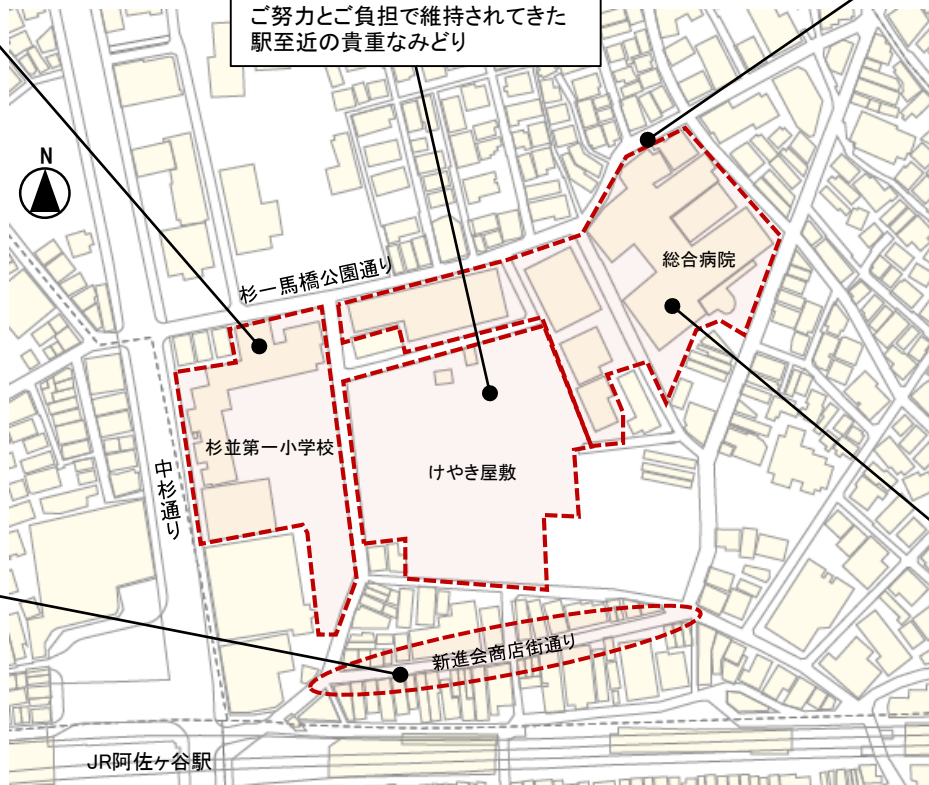 ご努力とご負担で維持されてきた
駅至近の貴重なみどり
N
杉一馬橋公園通り
総合病院
杉並第一小学校
けやき屋敷
中杉通り
新進会商店街通り
JR阿佐ヶ谷駅